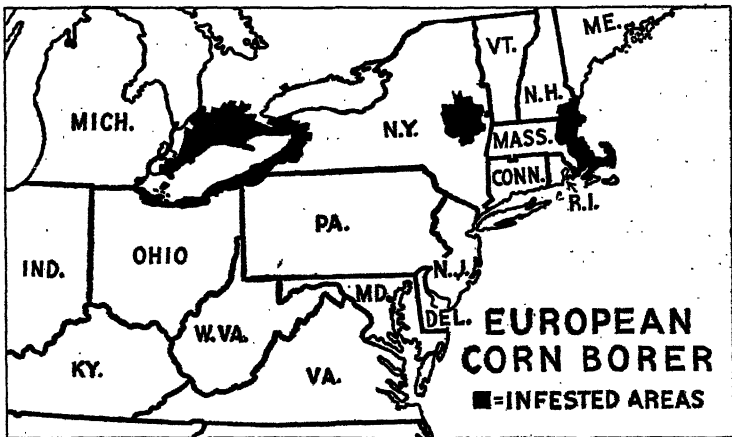 ME.
VT.
N.H.
MICH.
N.Y.
MASS.
CONN.
R.I.
PA.
OHIO
IND.
N.J.
MD.
DEL.
W.VA.
KY.
VA.
EUROPEAN
CORN BORER
■=INFESTED AREAS